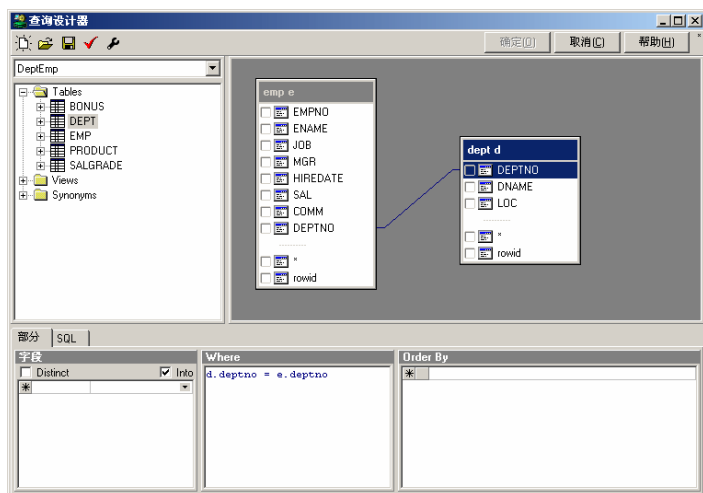 查询设计器
确定(O) 取消(C) 帮助(H) *
DeptEmp
Tables
BONUS
DEPT
EMP
PRODUCT
SALGRADE
Views
Synonyms
emp e
EMPNO
ENAME
JOB
MGR
HIREDATE
SAL
COMM
DEPTNO
*
rowid
dept d
DEPTNO
DNAME
LOC
*
rowid
部分 SQL
字段
Distinct Into
Where
d.deptno = e.deptno
Order By